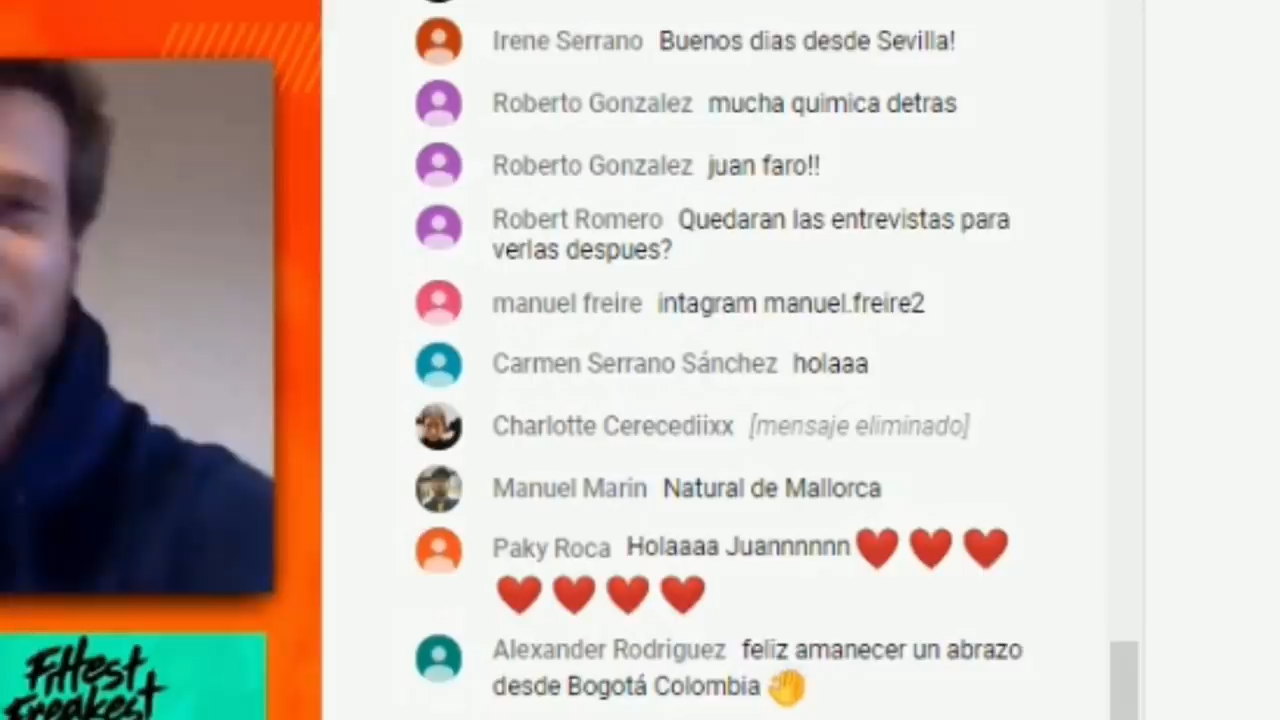 Irene Serrano Buenos dias desde Sevilla!
Roberto Gonzalez mucha quimica detras
Roberto Gonzalez juan faro!!
Robert Romero Quedaran las entrevistas para
verlas despues?
manuel freire intagram manuel.freire2
Carmen Serrano Sánchez holaaa
Charlotte Cerecediixx [mensaje eliminado]
Manuel Marin Natural de Mallorca
Paky Roca Holaaaa Juannnnnn ❤️ ❤️ ❤️
❤️ ❤️ ❤️ ❤️
Alexander Rodriguez feliz amanecer un abrazo
desde Bogotá Colombia 👋
Fittest
Freakest